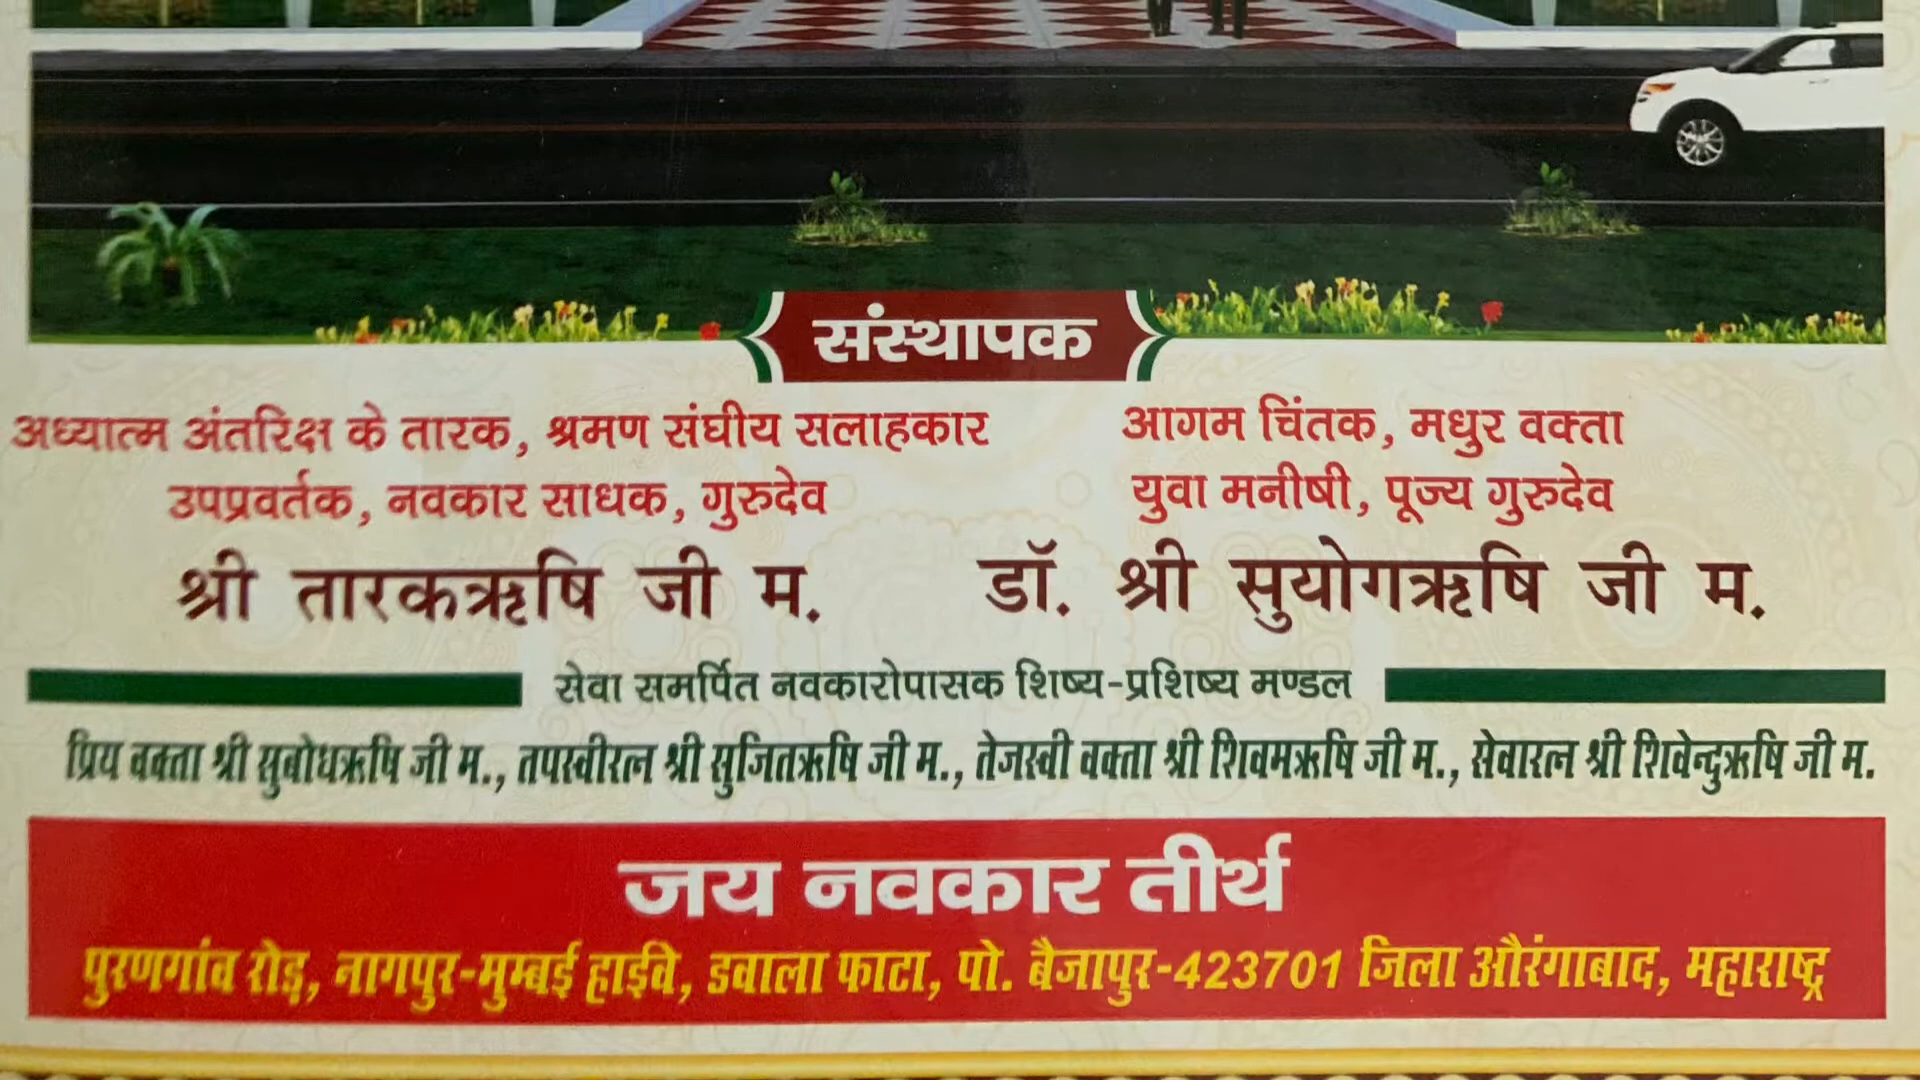 संस्थापक
अध्यात्म अंतरिक्ष के तारक, श्रमण संघीय सलाहकार
उपप्रवर्तक, नवकार साधक, गुरुदेव
श्री तारकऋषि जी म.
आगम चिंतक, मधुर वक्ता
युवा मनीषी, पूज्य गुरुदेव
डॉ. श्री सुयोगऋषि जी म.
सेवा समर्पित नवकारोपासक शिष्य-प्रशिष्य मण्डल
प्रिय वक्ता श्री सुबोधऋषि जी म., तपस्वीरत्न श्री सुजितऋषि जी म., तेजस्वी वक्ता श्री शिवमऋषि जी म., सेवारत्न श्री शिवेन्दुऋषि जी म.
जय नवकार तीर्थ
पुरणगांव रोड़, नागपुर-मुम्बई हाईवे, डवाला फाटा, पो. बैजापुर-423701 जिला औरंगाबाद, महाराष्ट्र